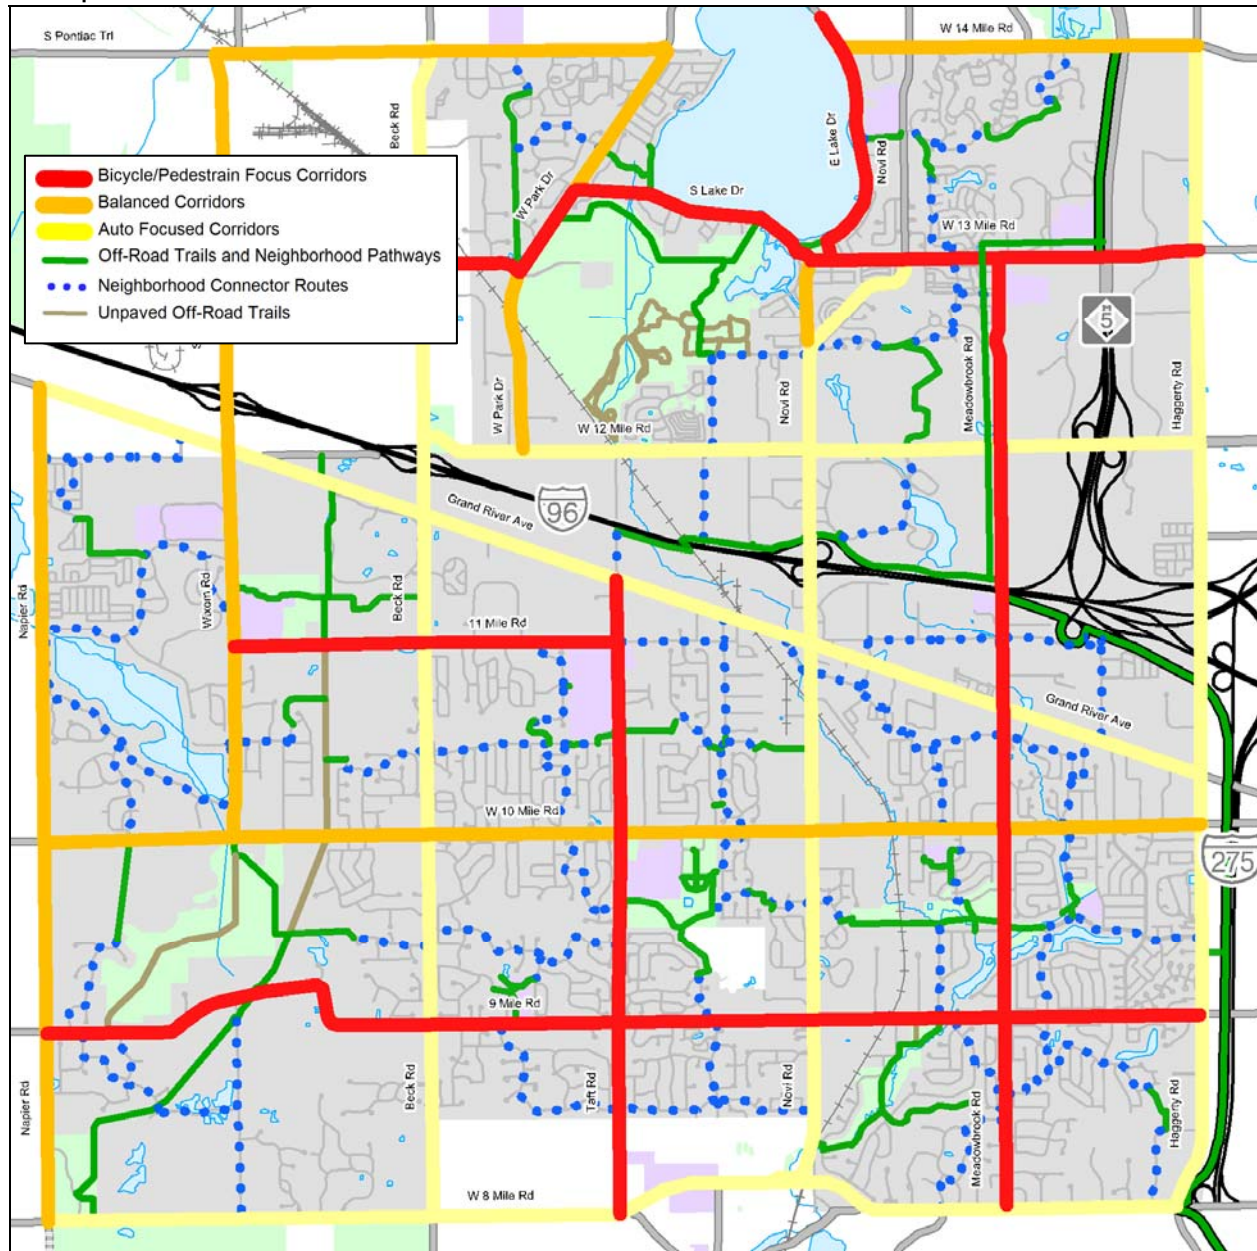 S Pontiac Trl
W 14 Mile Rd
Beck Rd
E Lake Dr
Novi Rd
Bicycle/Pedestrain Focus Corridors
Balanced Corridors
Auto Focused Corridors
Off-Road Trails and Neighborhood Pathways
Neighborhood Connector Routes
Unpaved Off-Road Trails
W Park Dr
S Lake Dr
W 13 Mile Rd
M
5
W Park Dr
W 12 Mile Rd
Novi Rd
Meadowbrook Rd
Haggerty Rd
Grand River Ave
96
Napier Rd
Wixom Rd
Beck Rd
11 Mile Rd
Grand River Ave
W 10 Mile Rd
275
9 Mile Rd
Napier Rd
Beck Rd
Taft Rd
Novi Rd
Meadowbrook Rd
Haggerty Rd
W 8 Mile Rd